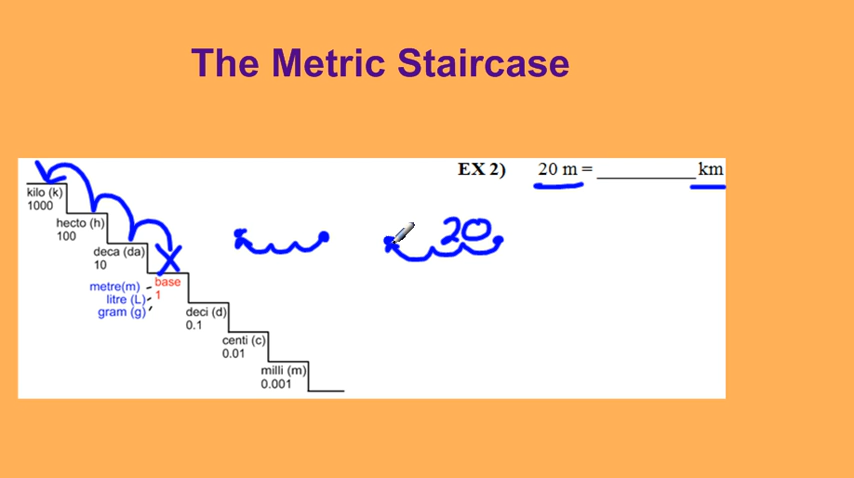 The Metric Staircase
EX 2) 20 m = ____________ km
kilo (k)
1000
hecto (h)
100
deca (da)
10
metre(m) - base
litre (L) - 1
gram (g)
20
deci (d)
0.1
centi (c)
0.01
milli (m)
0.001